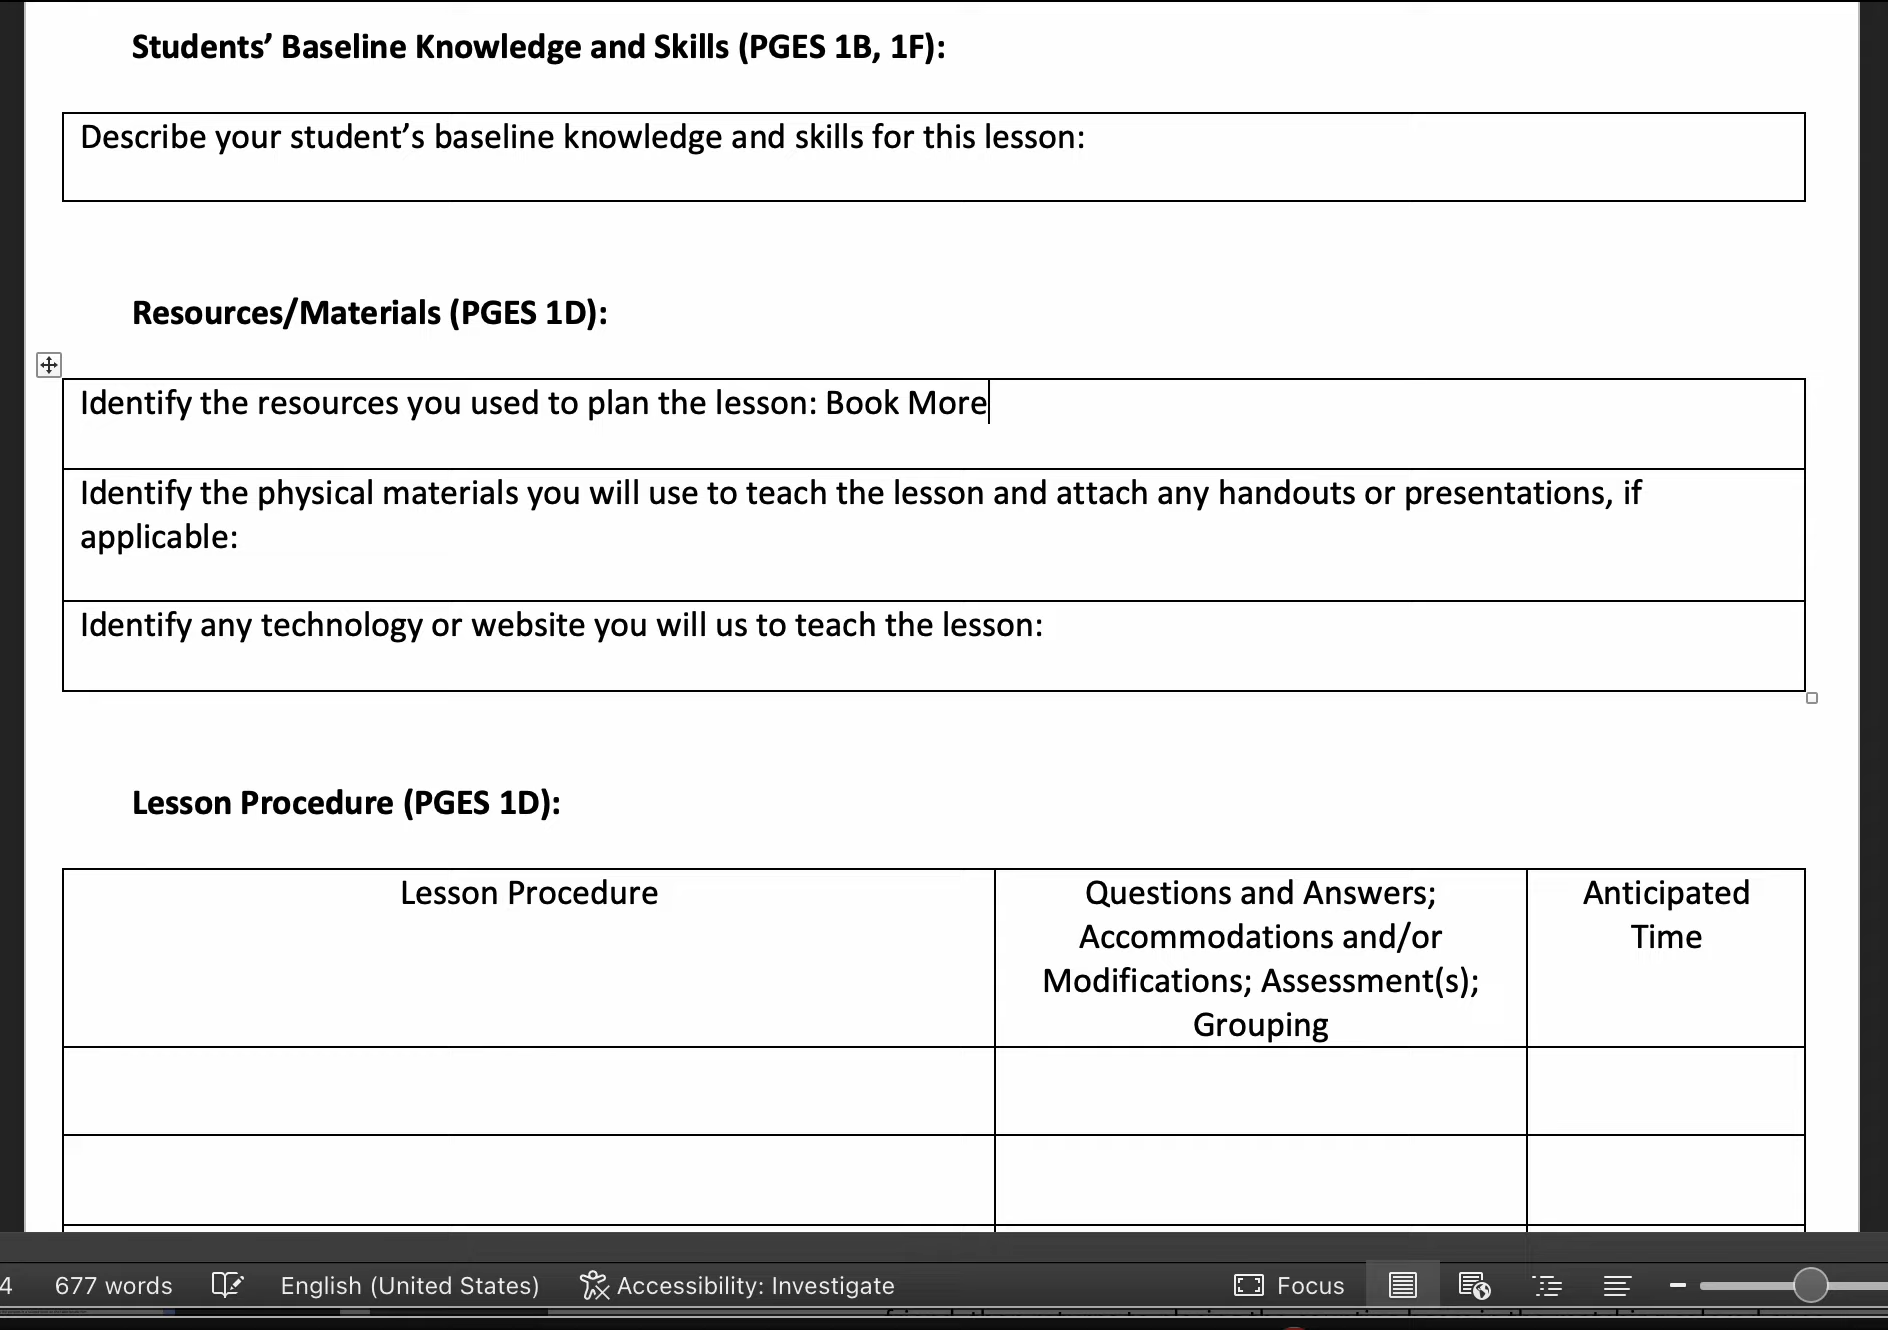 Students’ Baseline Knowledge and Skills (PGES 1B, 1F):
Describe your student’s baseline knowledge and skills for this lesson:
Resources/Materials (PGES 1D):
Identify the resources you used to plan the lesson: Book More
Identify the physical materials you will use to teach the lesson and attach any handouts or presentations, if
applicable:
Identify any technology or website you will us to teach the lesson:
Lesson Procedure (PGES 1D):
Lesson Procedure
Questions and Answers;
Accommodations and/or
Modifications; Assessment(s);
Grouping
Anticipated
Time
4 677 words English (United States) Accessibility: Investigate Focus